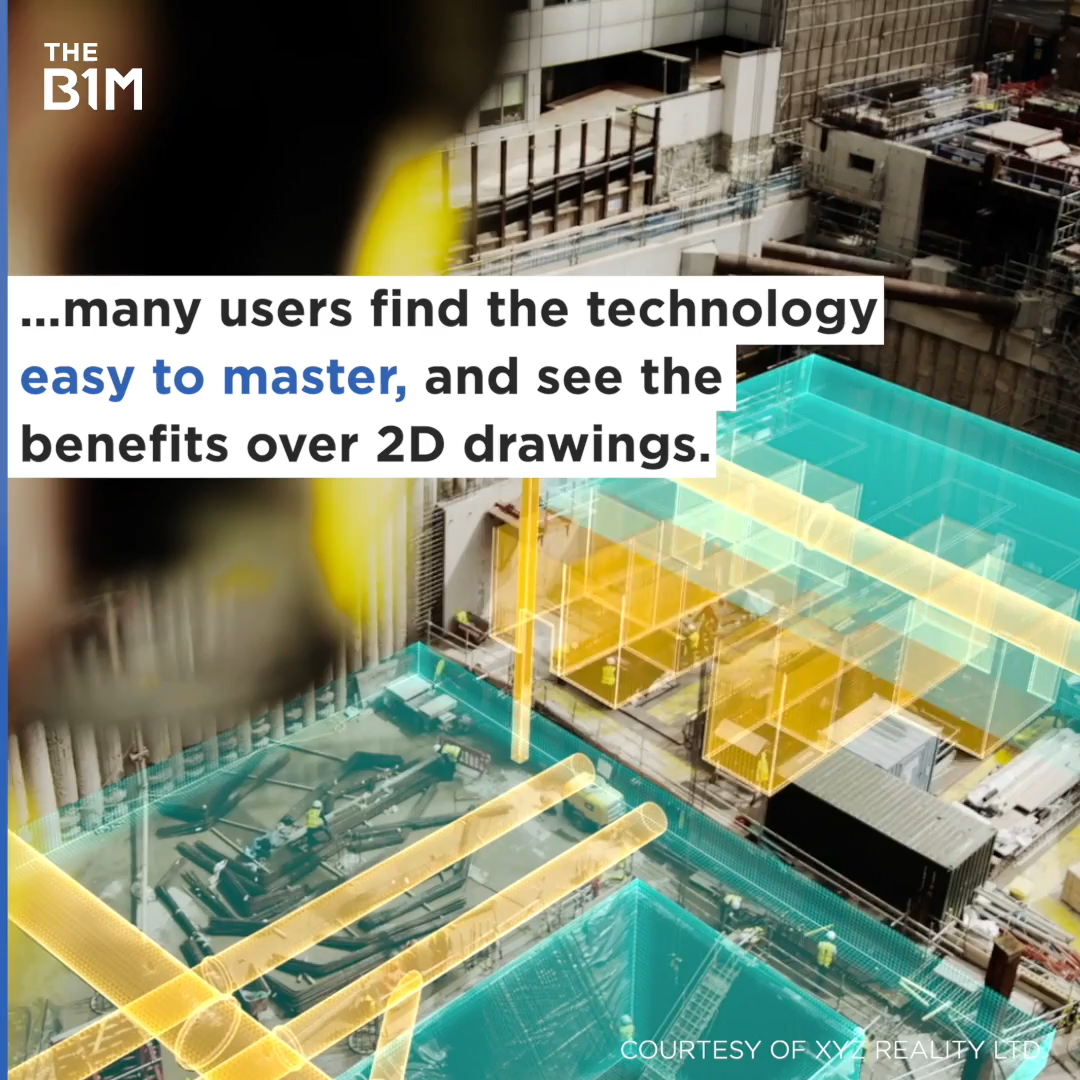 THE
B1M
...many users find the technology
easy to master, and see the
benefits over 2D drawings.
COURTESY OF XYZ REALITY LTD